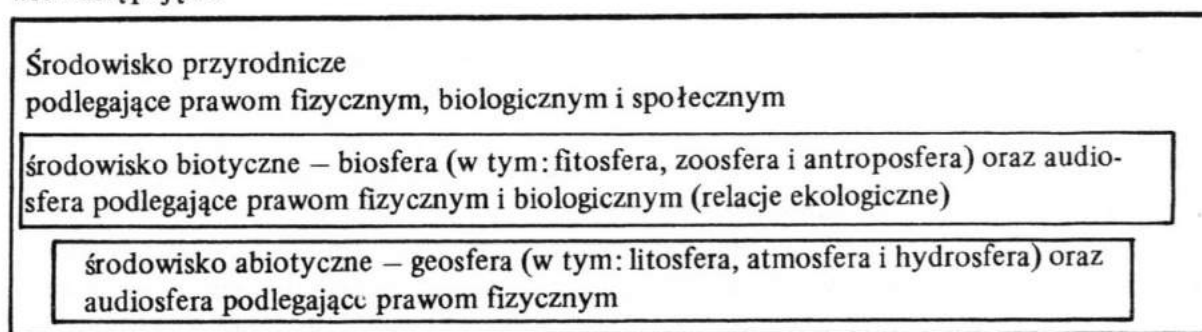 Środowisko przyrodnicze
podlegające prawom fizycznym, biologicznym i społecznym
środowisko biotyczne – biosfera (w tym: fitosfera, zoosfera i antroposfera) oraz audio-
sfera podlegające prawom fizycznym i biologicznym (relacje ekologiczne)
środowisko abiotyczne – geosfera (w tym: litosfera, atmosfera i hydrosfera) oraz
audiosfera podlegające prawom fizycznym